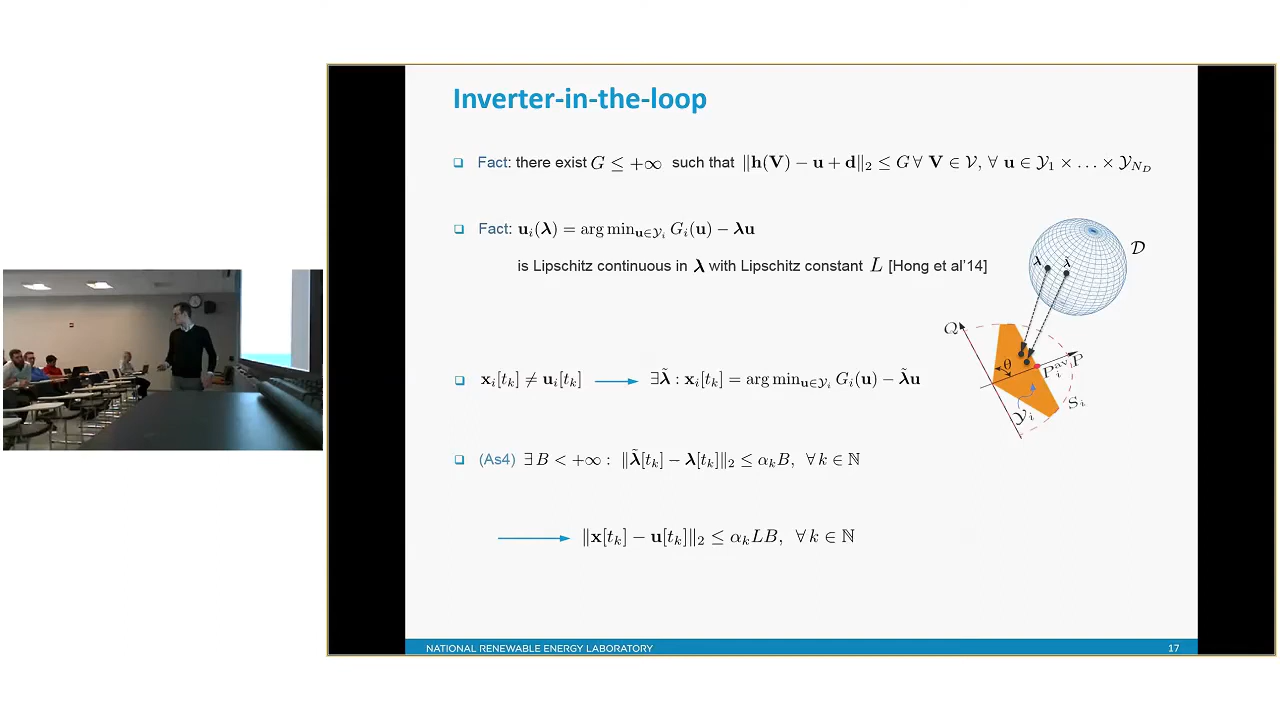 Inverter-in-the-loop
❑ Fact: there exist G ≤ +∞ such that ‖h(V) − u + d‖₂ ≤ G ∀ V ∈ 𝒱, ∀ u ∈ 𝒴₁ × … × 𝒴_{N_D}
❑ Fact: uᵢ(λ) = arg min_{u∈𝒴ᵢ} Gᵢ(u) − λu
is Lipschitz continuous in λ with Lipschitz constant L [Hong et al'14]
𝒟
λ λ̃
Q
θ
Pᵢᵃᵛ P
𝒴ᵢ
Sᵢ
❑ xᵢ[tₖ] ≠ uᵢ[tₖ] → ∃λ̃ : xᵢ[tₖ] = arg min_{u∈𝒴ᵢ} Gᵢ(u) − λ̃u
❑ (As4) ∃ B < +∞ : ‖λ̃[tₖ] − λ[tₖ]‖₂ ≤ αₖB, ∀ k ∈ ℕ
→ ‖x[tₖ] − u[tₖ]‖₂ ≤ αₖLB, ∀ k ∈ ℕ
NATIONAL RENEWABLE ENERGY LABORATORY 17